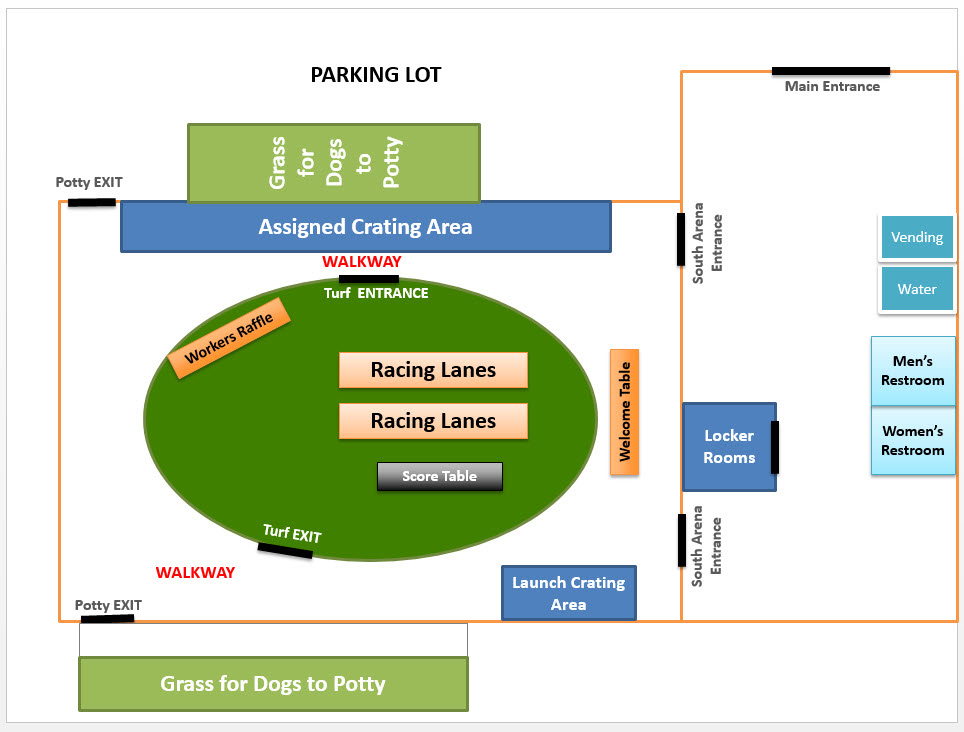 PARKING LOT
Main Entrance
Grass
for
Dogs
to
Potty
Potty EXIT
Assigned Crating Area
South Arena
Entrance
Vending
WALKWAY
Turf  ENTRANCE
Water
Workers Raffle
Racing Lanes
Men's
Restroom
Racing Lanes
Welcome Table
Locker
Rooms
Women's
Restroom
Score Table
Turf EXIT
South Arena
Entrance
WALKWAY
Launch Crating
Area
Potty EXIT
Grass for Dogs to Potty